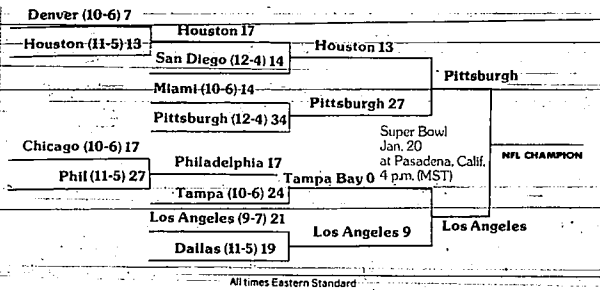 Denver (10-6) 7
Houston (11-5) 13
Houston 17
San Diego (12-4) 14
Houston 13
Miami (10-6) 14
Pittsburgh (12-4) 34
Pittsburgh 27
Pittsburgh
Chicago (10-6) 17
Phil (11-5) 27
Philadelphia 17
Tampa (10-6) 24
Tampa Bay 0
Los Angeles (9-7) 21
Dallas (11-5) 19
Los Angeles 9
Los Angeles
Super Bowl
Jan. 20
at Pasadena, Calif.
4 p.m. (MST)
NFL CHAMPION
All times Eastern Standard